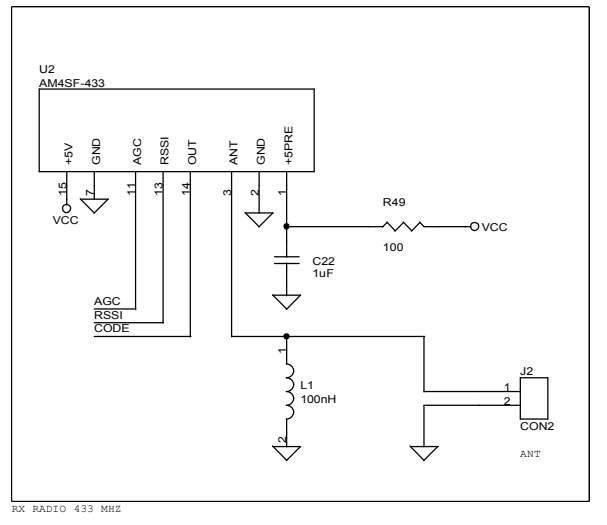 U2
AM4SF-433
+5V
GND
AGC
RSSI
OUT
ANT
GND
+5PRE
15
7
11
13
14
3
2
1
VCC
R49
100
VCC
C22
1uF
AGC
RSSI
CODE
1
L1
100nH
2
J2
1
2
CON2
ANT
RX RADIO 433 MHZ